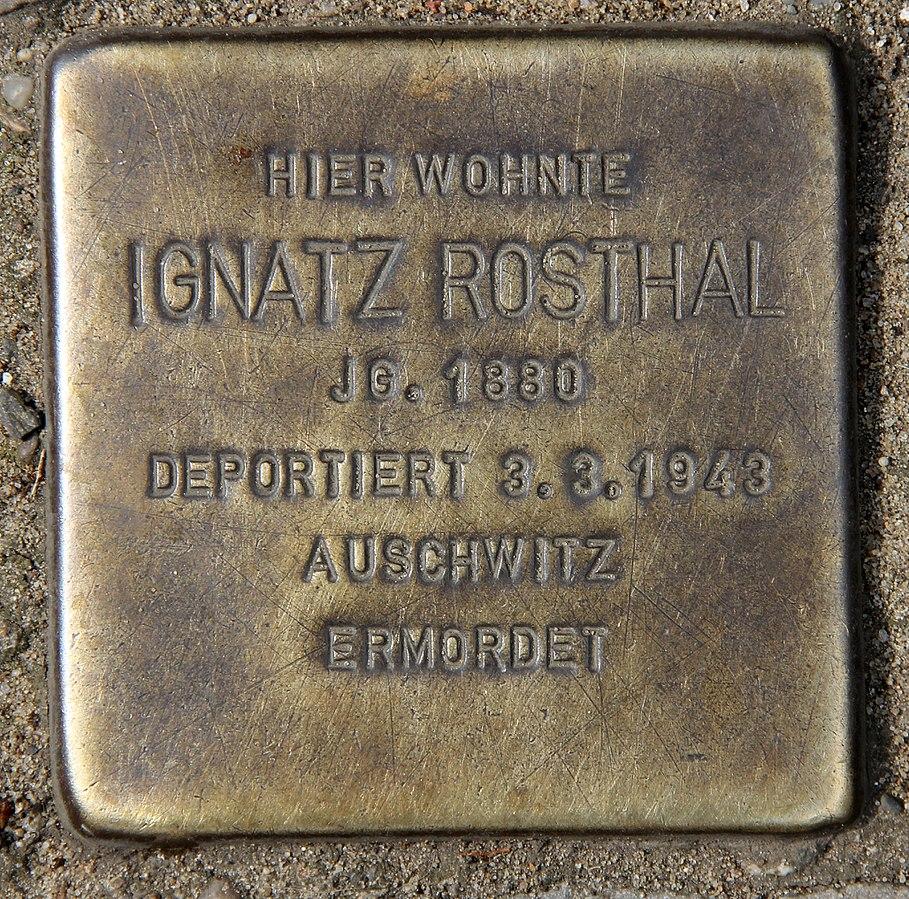 HIER WOHNTE
IGNATZ ROSTHAL
JG. 1880
DEPORTIERT 3.3.1943
AUSCHWITZ
ERMORDET